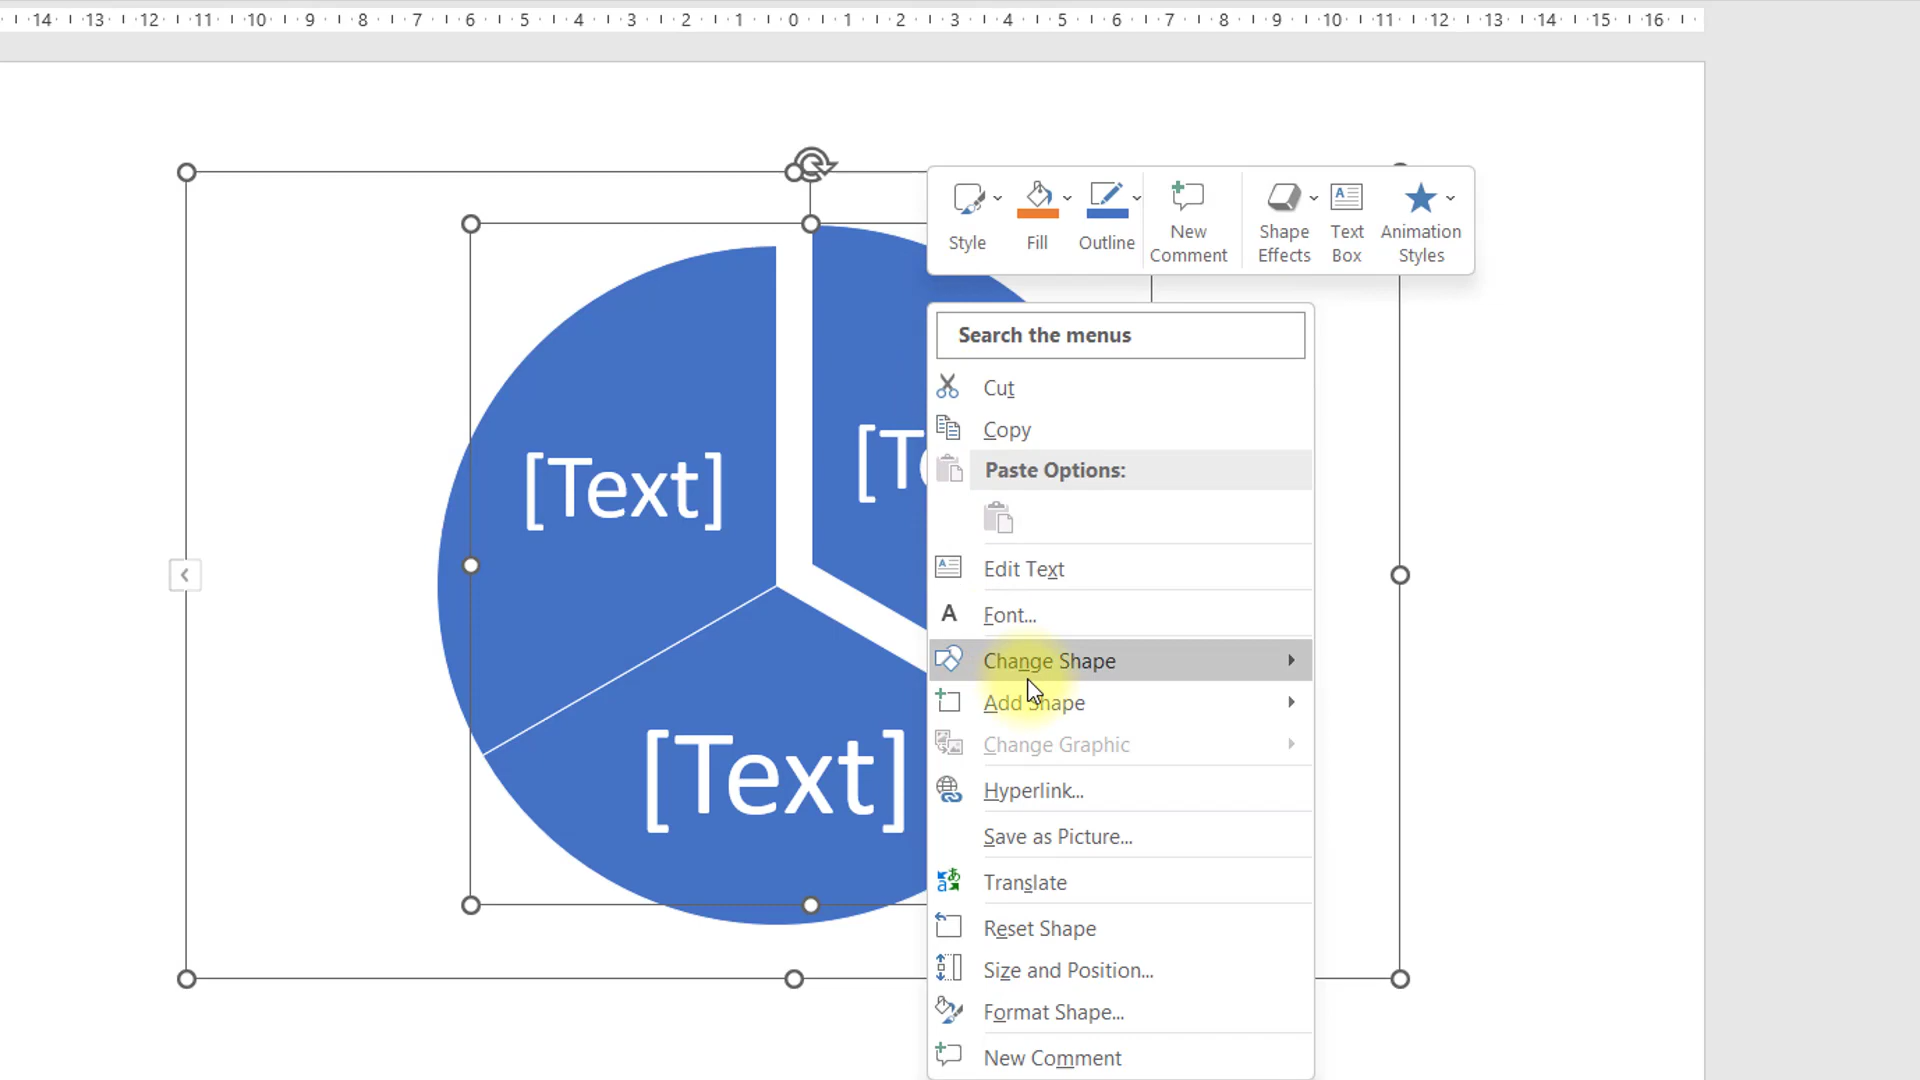 14 13 12 11 10 9 8 7 6 5 4 3 2 1 0 1 2 3 4 5 6 7 8 9 10 11 12 13 14 15 16
Style
Fill
Outline
New Comment
Shape Effects
Text Box
Animation Styles
Search the menus
Cut
Copy
Paste Options:
[Text]
[Te
Edit Text
Font...
Change Shape
Add Shape
Change Graphic
[Text]
Hyperlink...
Save as Picture...
Translate
Reset Shape
Size and Position...
Format Shape...
New Comment